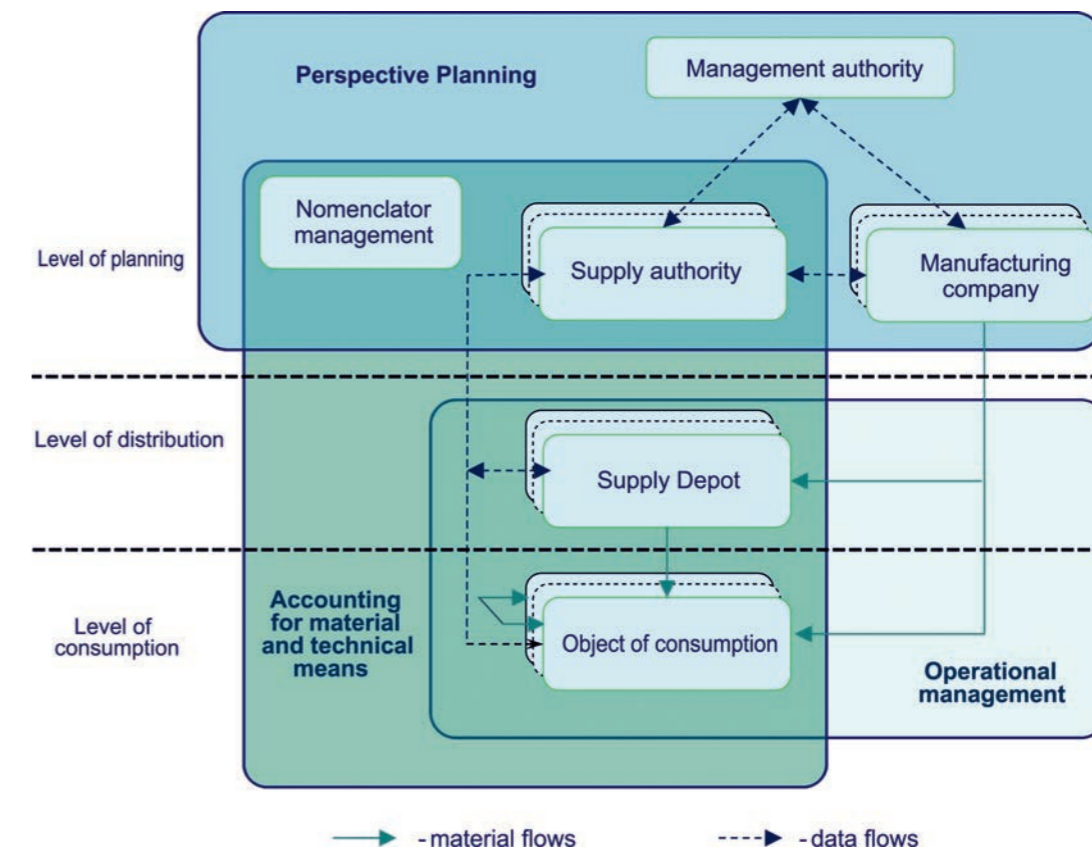 Perspective Planning
Management authority
Nomenclator
management
Level of planning
Supply authority
Manufacturing
company
Level of distribution
Supply Depot
Accounting
for material
and technical
means
Level of
consumption
Object of consumption
Operational
management
- material flows
- data flows